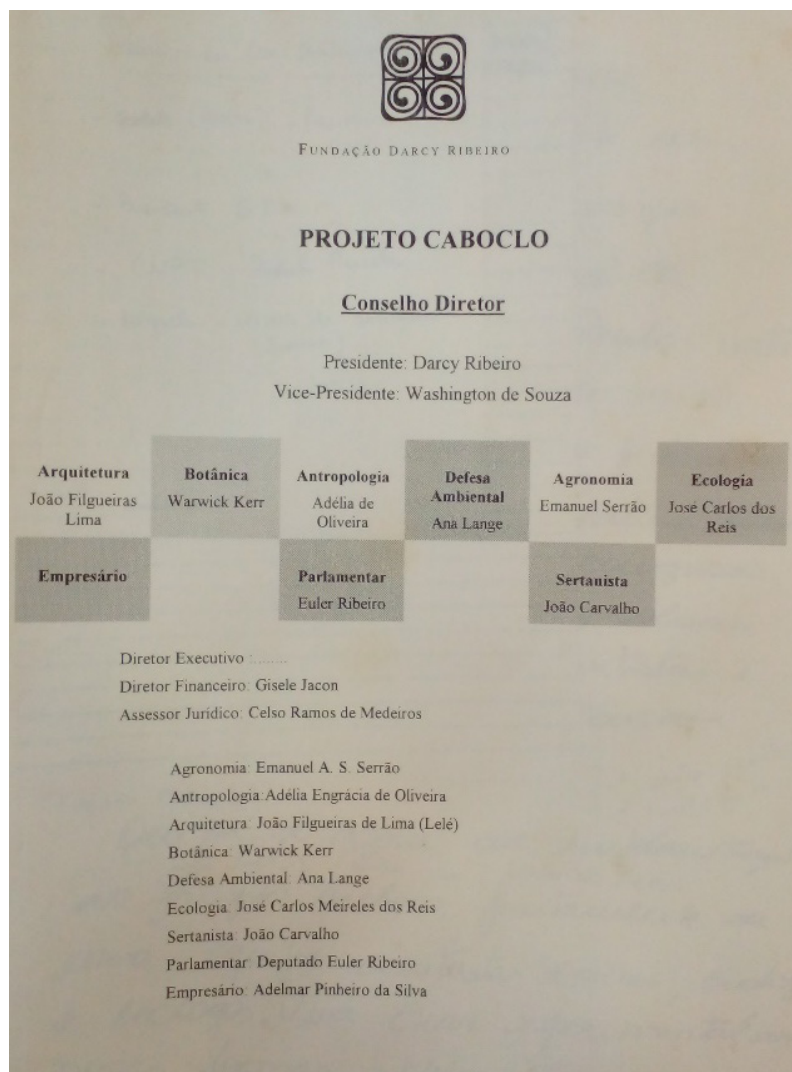 FUNDAÇÃO DARCY RIBEIRO
PROJETO CABOCLO
Conselho Diretor
Presidente: Darcy Ribeiro
Vice-Presidente: Washington de Souza
Arquitetura
João Filgueiras
Lima
Botânica
Warwick Kerr
Antropologia
Adélia de
Oliveira
Defesa
Ambiental
Ana Lange
Agronomia
Emanuel Serrão
Ecologia
José Carlos dos
Reis
Empresário
Parlamentar
Euler Ribeiro
Sertanista
João Carvalho
Diretor Executivo :.......
Diretor Financeiro: Gisele Jacon
Assessor Jurídico: Celso Ramos de Medeiros
Agronomia: Emanuel A. S. Serrão
Antropologia:Adélia Engrácia de Oliveira
Arquitetura: João Filgueiras de Lima (Lelé)
Botânica: Warwick Kerr
Defesa Ambiental: Ana Lange
Ecologia: José Carlos Meireles dos Reis
Sertanista: João Carvalho
Parlamentar: Deputado Euler Ribeiro
Empresário: Adelmar Pinheiro da Silva